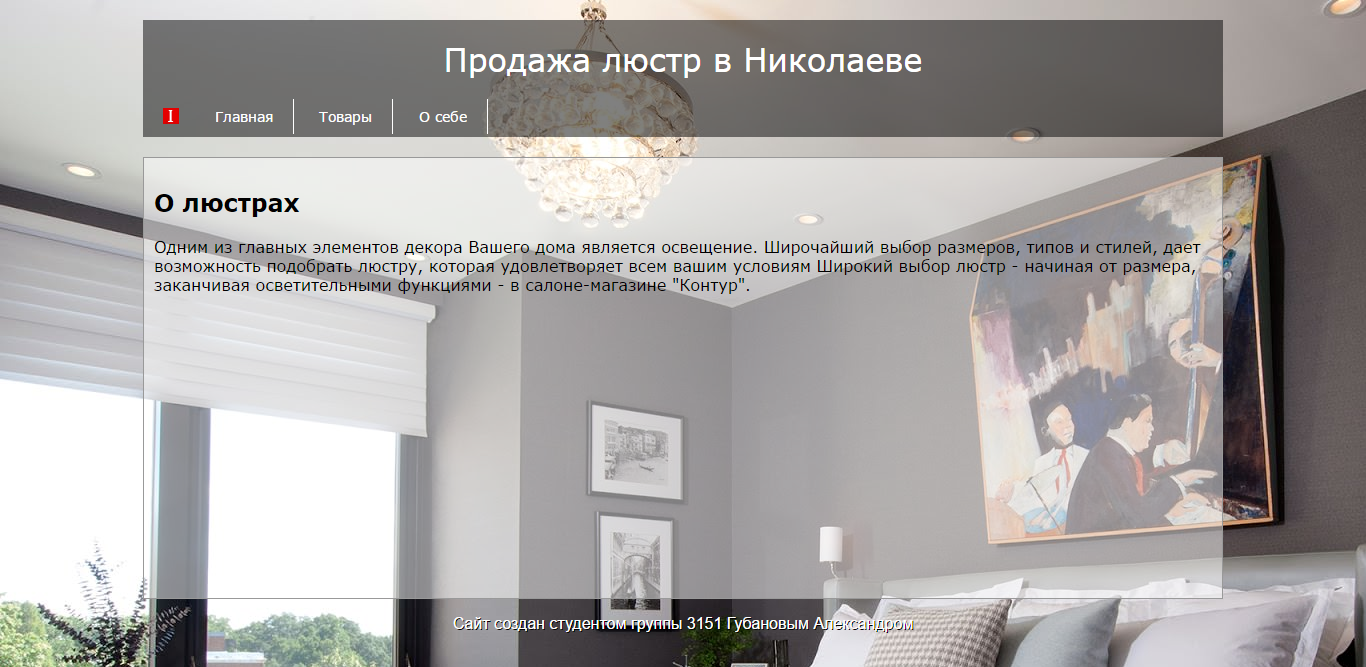 Продажа люстр в Николаеве
I Главная Товары О себе
О люстрах
Одним из главных элементов декора Вашего дома является освещение. Широчайший выбор размеров, типов и стилей, дает
возможность подобрать люстру, которая удовлетворяет всем вашим условиям Широкий выбор люстр - начиная от размера,
заканчивая осветительными функциями - в салоне-магазине "Контур".
Сайт создан студентом группы 3151 Губановым Александром